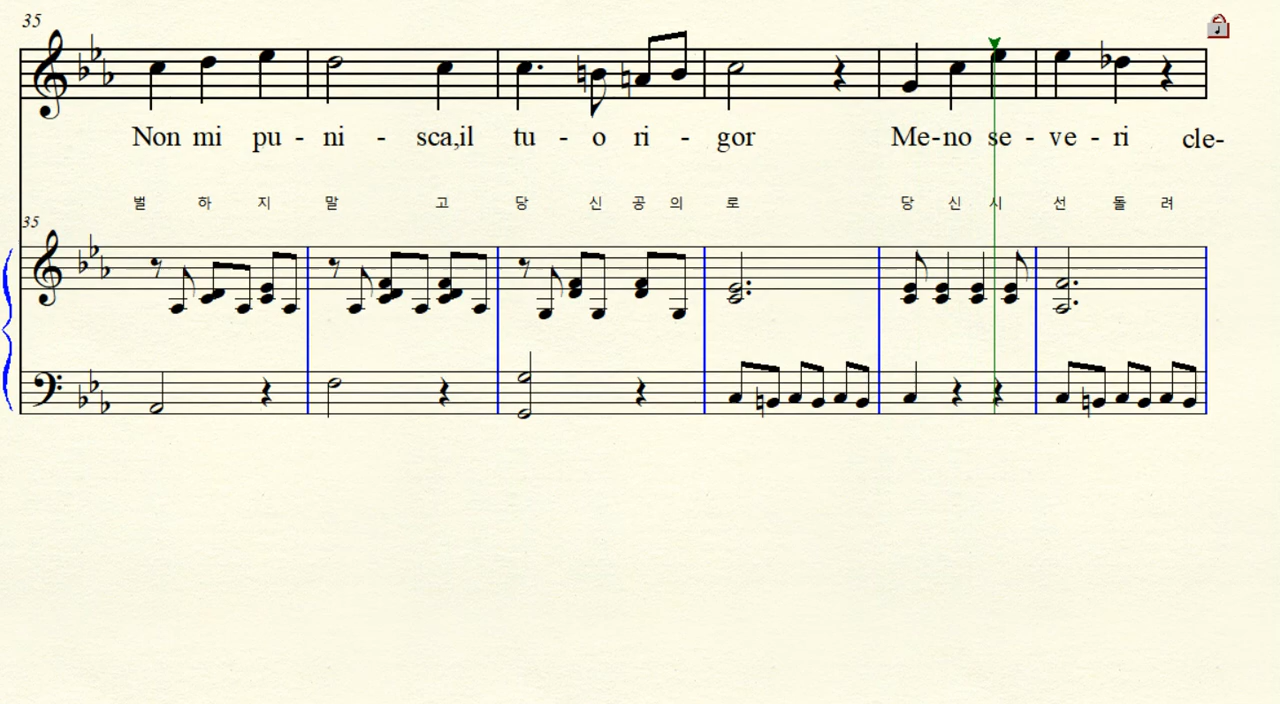 35
Non mi pu - ni - sca,il tu - o ri - gor Me-no se - ve - ri cle-
벌 하 지 말 고 당 신 공 의 로 당 신 시 선 돌 려
35